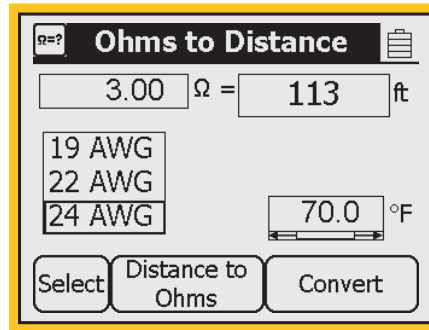 Ω=? Ohms to Distance
3.00 Ω = 113 ft
19 AWG
22 AWG
24 AWG
70.0 °F
Select
Distance to
Ohms
Convert